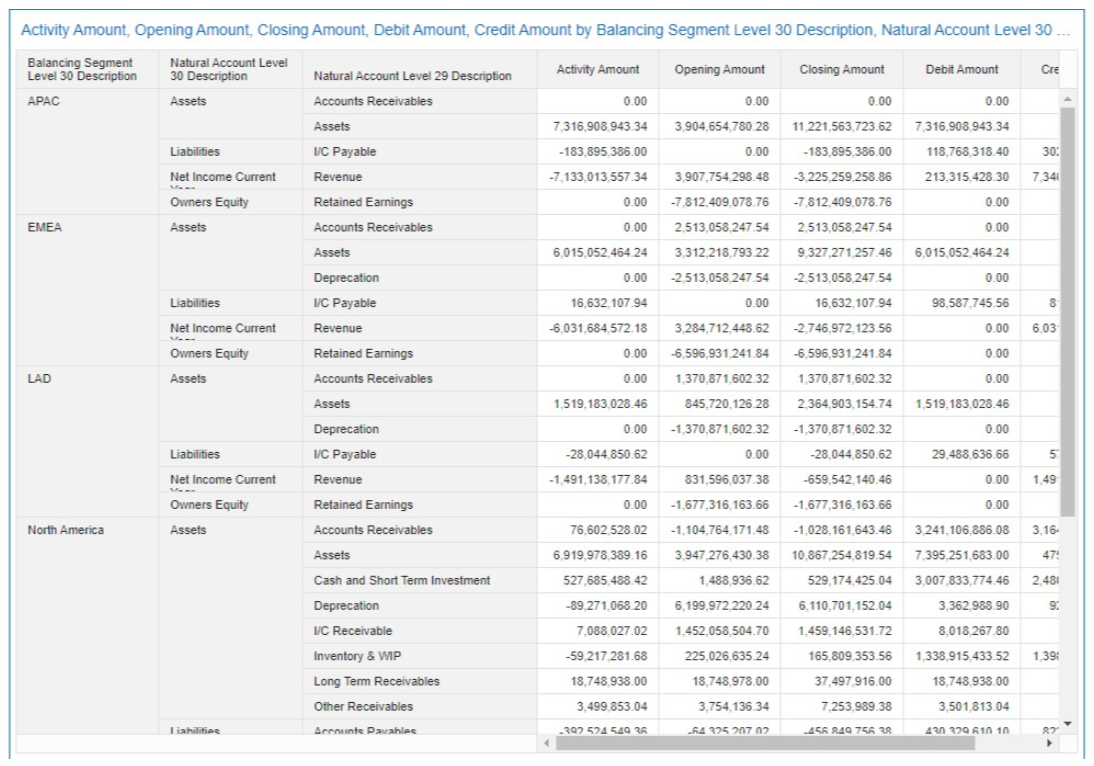 Activity Amount, Opening Amount, Closing Amount, Debit Amount, Credit Amount by Balancing Segment Level 30 Description, Natural Account Level 30 ...
Balancing Segment Level 30 Description Natural Account Level 30 Description Natural Account Level 29 Description Activity Amount Opening Amount Closing Amount Debit Amount Cre
APAC Assets Accounts Receivables 0.00 0.00 0.00 0.00
Assets 7,316,908,943.34 3,904,654,780.28 11,221,563,723.62 7,316,908,943.34
Liabilities I/C Payable -183,895,386.00 0.00 -183,895,386.00 118,768,318.40 302
Net Income Current Year Revenue -7,133,013,557.34 3,907,754,298.48 -3,225,259,258.86 213,315,428.30 7,346
Owners Equity Retained Earnings 0.00 -7,812,409,078.76 -7,812,409,078.76 0.00
EMEA Assets Accounts Receivables 0.00 2,513,058,247.54 2,513,058,247.54 0.00
Assets 6,015,052,464.24 3,312,218,793.22 9,327,271,257.46 6,015,052,464.24
Deprecation 0.00 -2,513,058,247.54 -2,513,058,247.54 0.00
Liabilities I/C Payable 16,632,107.94 0.00 16,632,107.94 98,587,745.56 8
Net Income Current Year Revenue -6,031,684,572.18 3,284,712,448.62 -2,746,972,123.56 0.00 6,03
Owners Equity Retained Earnings 0.00 -6,596,931,241.84 -6,596,931,241.84 0.00
LAD Assets Accounts Receivables 0.00 1,370,871,602.32 1,370,871,602.32 0.00
Assets 1,519,183,028.46 845,720,126.28 2,364,903,154.74 1,519,183,028.46
Deprecation 0.00 -1,370,871,602.32 -1,370,871,602.32 0.00
Liabilities I/C Payable -28,044,850.62 0.00 -28,044,850.62 29,488,636.66 5
Net Income Current Year Revenue -1,491,138,177.84 831,596,037.38 -659,542,140.46 0.00 1,49
Owners Equity Retained Earnings 0.00 -1,677,316,163.66 -1,677,316,163.66 0.00
North America Assets Accounts Receivables 76,602,528.02 -1,104,764,171.48 -1,028,161,643.46 3,241,106,886.08 3,164
Assets 6,919,978,389.16 3,947,276,430.38 10,867,254,819.54 7,395,251,683.00 475
Cash and Short Term Investment 527,685,488.42 1,488,936.62 529,174,425.04 3,007,833,774.46 2,480
Deprecation -89,271,068.20 6,199,972,220.24 6,110,701,152.04 3,362,988.90 92
I/C Receivable 7,088,027.02 1,452,058,504.70 1,459,146,531.72 8,018,267.80
Inventory & WIP -59,217,281.68 225,026,635.24 165,809,353.56 1,338,915,433.52 1,398
Long Term Receivables 18,748,938.00 18,748,978.00 37,497,916.00 18,748,938.00
Other Receivables 3,499,853.04 3,754,136.34 7,253,989.38 3,501,813.04
Liabilities Accounts Payables -392,524,549.36 -64,325,207.02 -456,849,756.38 430,329,610.10 82